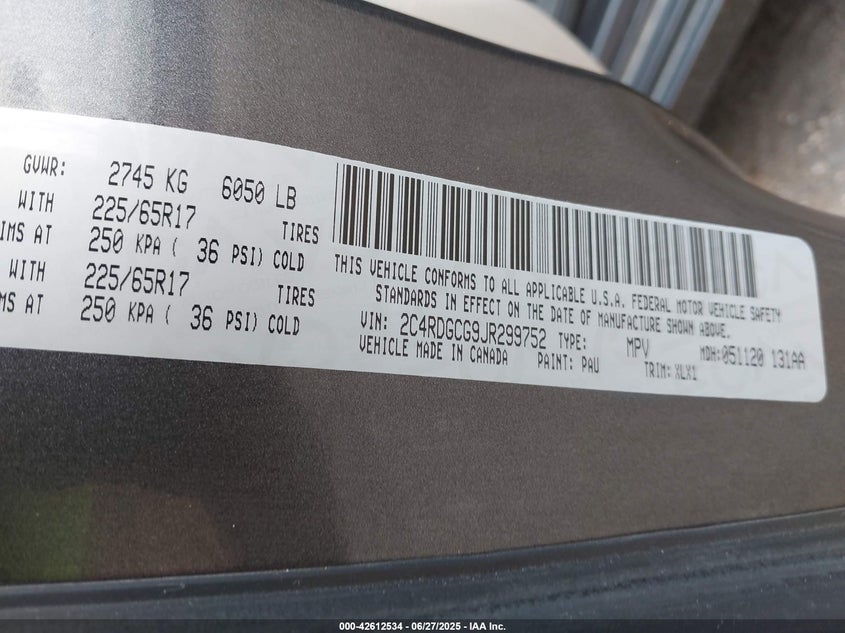 GVWR: 2745 KG 6050 LB
WITH 225/65R17 TIRES
IMS AT 250 KPA ( 36 PSI) COLD
WITH 225/65R17 TIRES
MS AT 250 KPA ( 36 PSI) COLD
THIS VEHICLE CONFORMS TO ALL APPLICABLE U.S.A. FEDERAL MOTOR VEHICLE SAFETY
STANDARDS IN EFFECT ON THE DATE OF MANUFACTURE SHOWN ABOVE.
VIN: 2C4RDGCG9JR299752 TYPE: MPV MDH:051120 131AA
VEHICLE MADE IN CANADA PAINT: PAU TRIM: XLX1
000-42612534 - 06/27/2025 - IAA Inc.